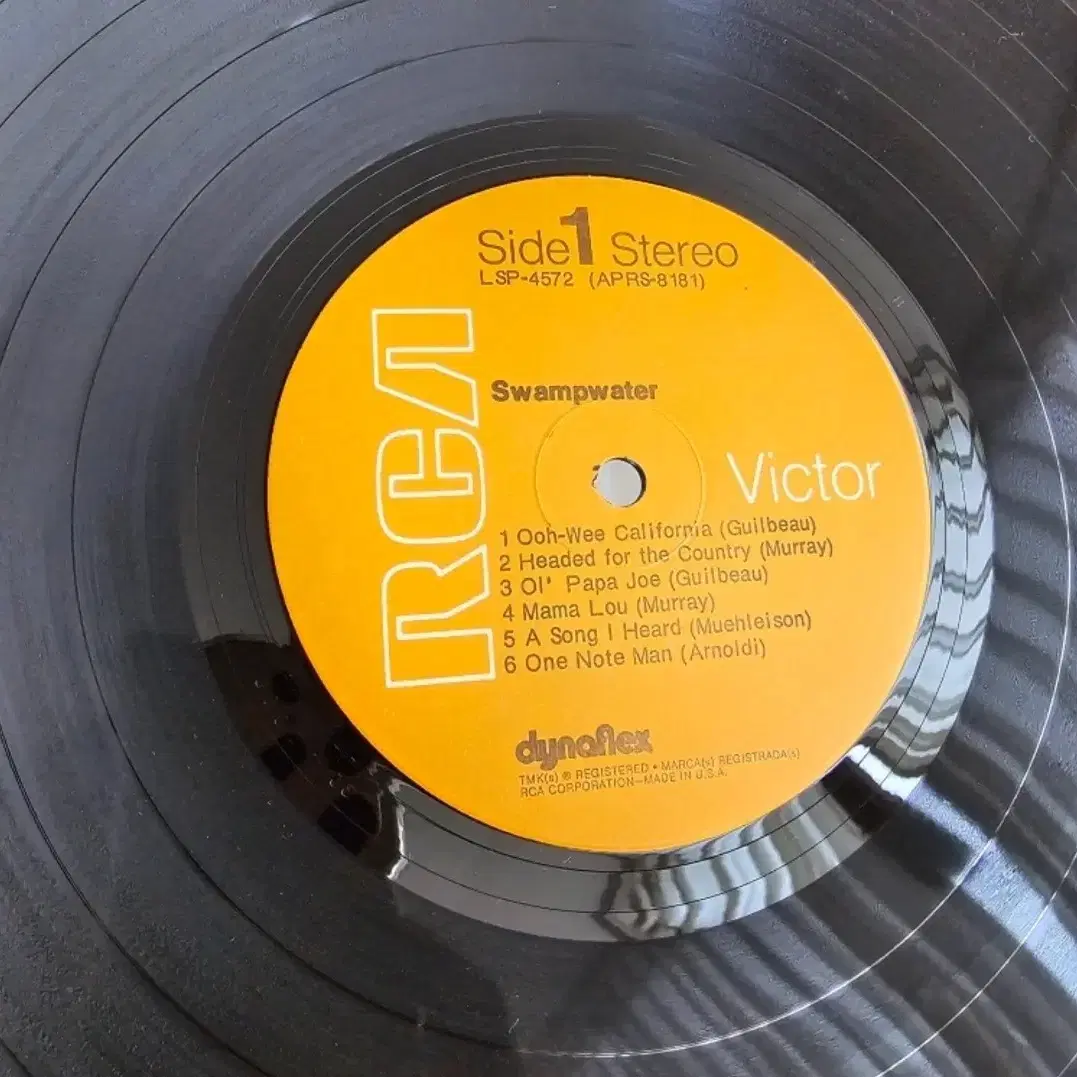 Side 1 Stereo
LSP-4572 (APRS-8181)
RCA
Swampwater
Victor
1 Ooh-Wee California (Guilbeau)
2 Headed for the Country (Murray)
3 Ol' Papa Joe (Guilbeau)
4 Mama Lou (Murray)
5 A Song I Heard (Muehleison)
6 One Note Man (Arnoldi)
dynaflex
TMK(s) ® REGISTERED • MARCA(s) REGISTRADA(s)
RCA CORPORATION—MADE IN U.S.A.